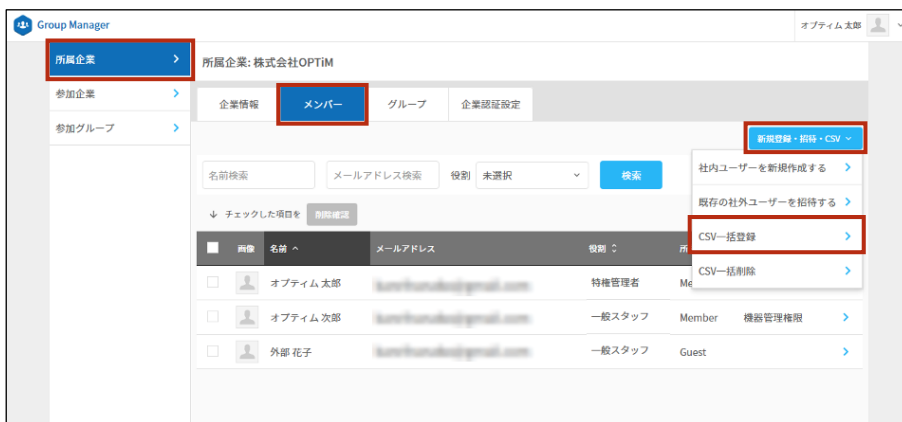 Group Manager
オプティム 太郎
所属企業
参加企業
参加グループ
所属企業: 株式会社OPTiM
企業情報 メンバー グループ 企業認証設定
新規登録・招待・CSV
社内ユーザーを新規作成する
既存の社外ユーザーを招待する
CSV一括登録
CSV一括削除
名前検索 メールアドレス検索 役割 未選択 検索
チェックした項目を 削除確認
画像 名前 メールアドレス 役割 所
オプティム 太郎 特権管理者 Me
オプティム 次郎 一般スタッフ Member 機器管理権限
外部 花子 一般スタッフ Guest